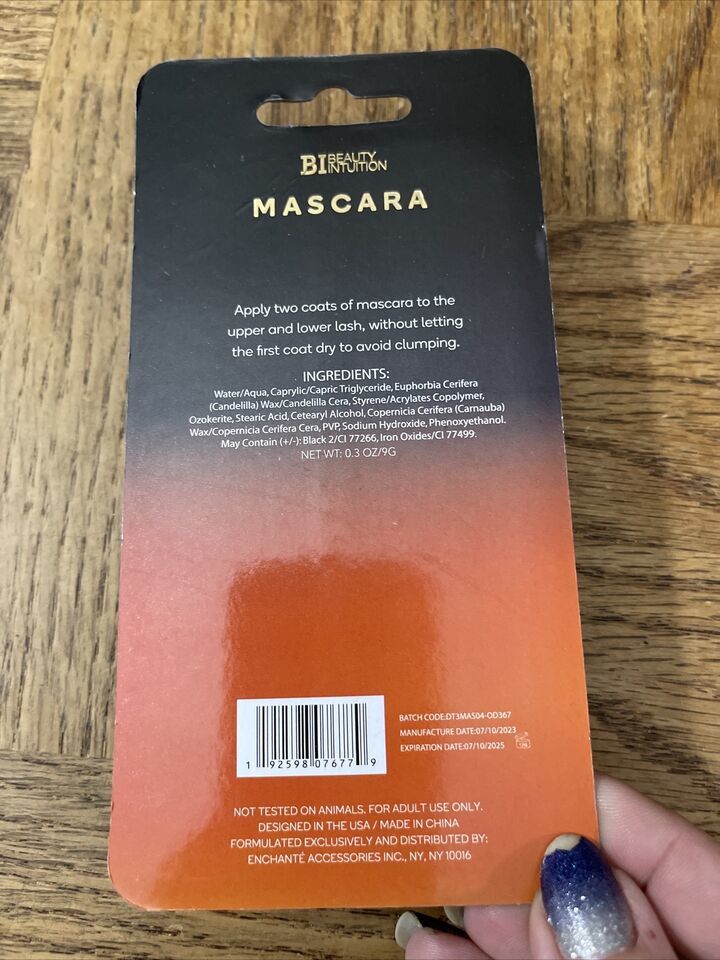 BI BEAUTY
INTUITION
MASCARA
Apply two coats of mascara to the
upper and lower lash, without letting
the first coat dry to avoid clumping.
INGREDIENTS:
Water/Aqua, Caprylic/Capric Triglyceride, Euphorbia Cerifera
(Candelilla) Wax/Candelilla Cera, Styrene/Acrylates Copolymer,
Ozokerite, Stearic Acid, Cetearyl Alcohol, Copernicia Cerifera (Carnauba)
Wax/Copernicia Cerifera Cera, PVP, Sodium Hydroxide, Phenoxyethanol.
May Contain (+/-): Black 2/CI 77266, Iron Oxides/CI 77499.
NET WT: 0.3 OZ/9G
BATCH CODE:DT3MAS04-OD367
MANUFACTURE DATE:07/10/2023
EXPIRATION DATE:07/10/2025
1 92598 07677 9
NOT TESTED ON ANIMALS. FOR ADULT USE ONLY.
DESIGNED IN THE USA / MADE IN CHINA
FORMULATED EXCLUSIVELY AND DISTRIBUTED BY:
ENCHANTÉ ACCESSORIES INC., NY, NY 10016